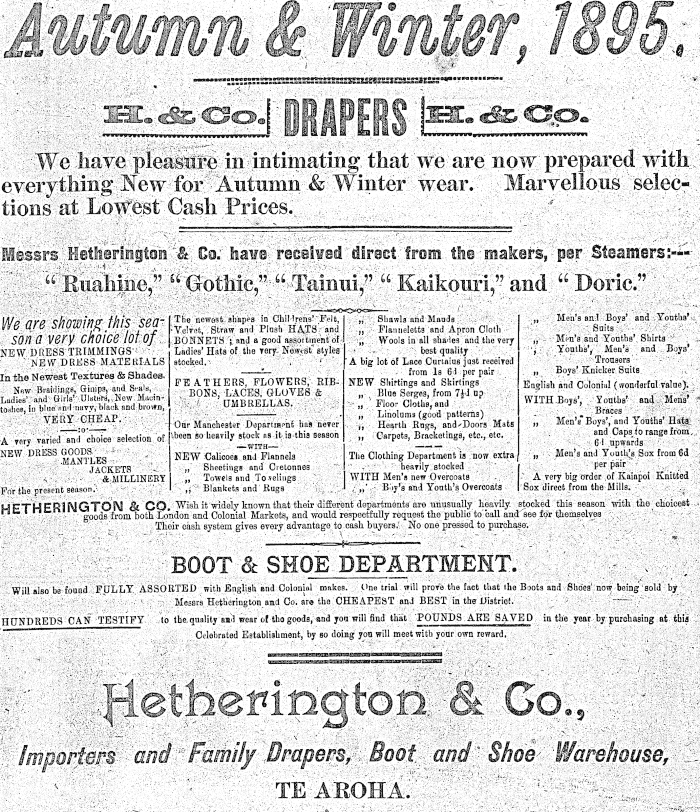 Autumn & Winter, 1895.
H. & Co. DRAPERS H. & Co.
We have pleasure in intimating that we are now prepared with
everything New for Autumn & Winter wear. Marvellous selec-
tions at Lowest Cash Prices.
Messrs Hetherington & Co. have received direct from the makers, per Steamers:---
"Ruahine," "Gothic," "Tainui," "Kaikouri," and "Doric."
We are showing this sea-
son a very choice lot of
NEW DRESS TRIMMINGS
NEW DRESS MATERIALS
In the Newest Textures & Shades.
New Braidings, Gimps, and Seals,
Ladies' and Girls' Ulsters, New Macin-
toshes, in blue and navy, black and brown,
VERY CHEAP.
—:o:—
A very varied and choice selection of
NEW DRESS GOODS
MANTLES
JACKETS
& MILLINERY
For the present season.
The newest shapes in Childrens' Felt,
Velvet, Straw and Plush HATS and
BONNETS; and a good assortment of
Ladies' Hats of the very Newest styles
stocked.
FEATHERS, FLOWERS, RIB-
BONS, LACES, GLOVES &
UMBRELLAS.
Our Manchester Department has never
been so heavily stock as it is this season
—WITH—
NEW Calicoes and Flannels
„ Sheetings and Cretonnes
„ Towels and Towelings
„ Blankets and Rugs
„ Shawls and Mauds
„ Flanneletts and Apron Cloth
„ Wools in all shades and the very
best quality
A big lot of Lace Curtains just received
from 1s 6d per pair
NEW Shirtings and Skirtings
„ Blue Serges, from 7½d up
„ Floor Cloths, and
Linolums (good patterns)
„ Hearth Rugs, and Doors Mats
„ Carpets, Bracketings, etc., etc.
The Clothing Department is now extra
heavily stocked
WITH Men's new Overcoats
„ Boy's and Youth's Overcoats
„ Men's and Boys' and Youths'
Suits
„ Men's and Youths' Shirts
„ Youths', Men's and Boys'
Trousers
„ Boys' Knicker Suits
English and Colonial (wonderful value).
WITH Boys', Youths' and Mens'
Braces
„ Men's Boys', and Youths' Hats
and Caps to range from
6d upwards
„ Men's and Youth's Sox from 6d
per pair
A very big order of Kaiapoi Knitted
Sox direct from the Mills.
HETHERINGTON & CO. Wish it widely known that their different departments are unusually heavily stocked this season with the choicest
goods from both London and Colonial Markets, and would respectfully request the public to call and see for themselves
Their cash system gives every advantage to cash buyers. No one pressed to purchase.
BOOT & SHOE DEPARTMENT.
Will also be found FULLY ASSORTED with English and Colonial makes. One trial will prove the fact that the Boots and Shoes now being sold by
Messrs Hetherington and Co. are the CHEAPEST and BEST in the District.
HUNDREDS CAN TESTIFY to the quality and wear of the goods, and you will find that POUNDS ARE SAVED in the year by purchasing at this
Celebrated Establishment, by so doing you will meet with your own reward.
Hetherington & Co.,
Importers and Family Drapers, Boot and Shoe Warehouse,
TE AROHA.